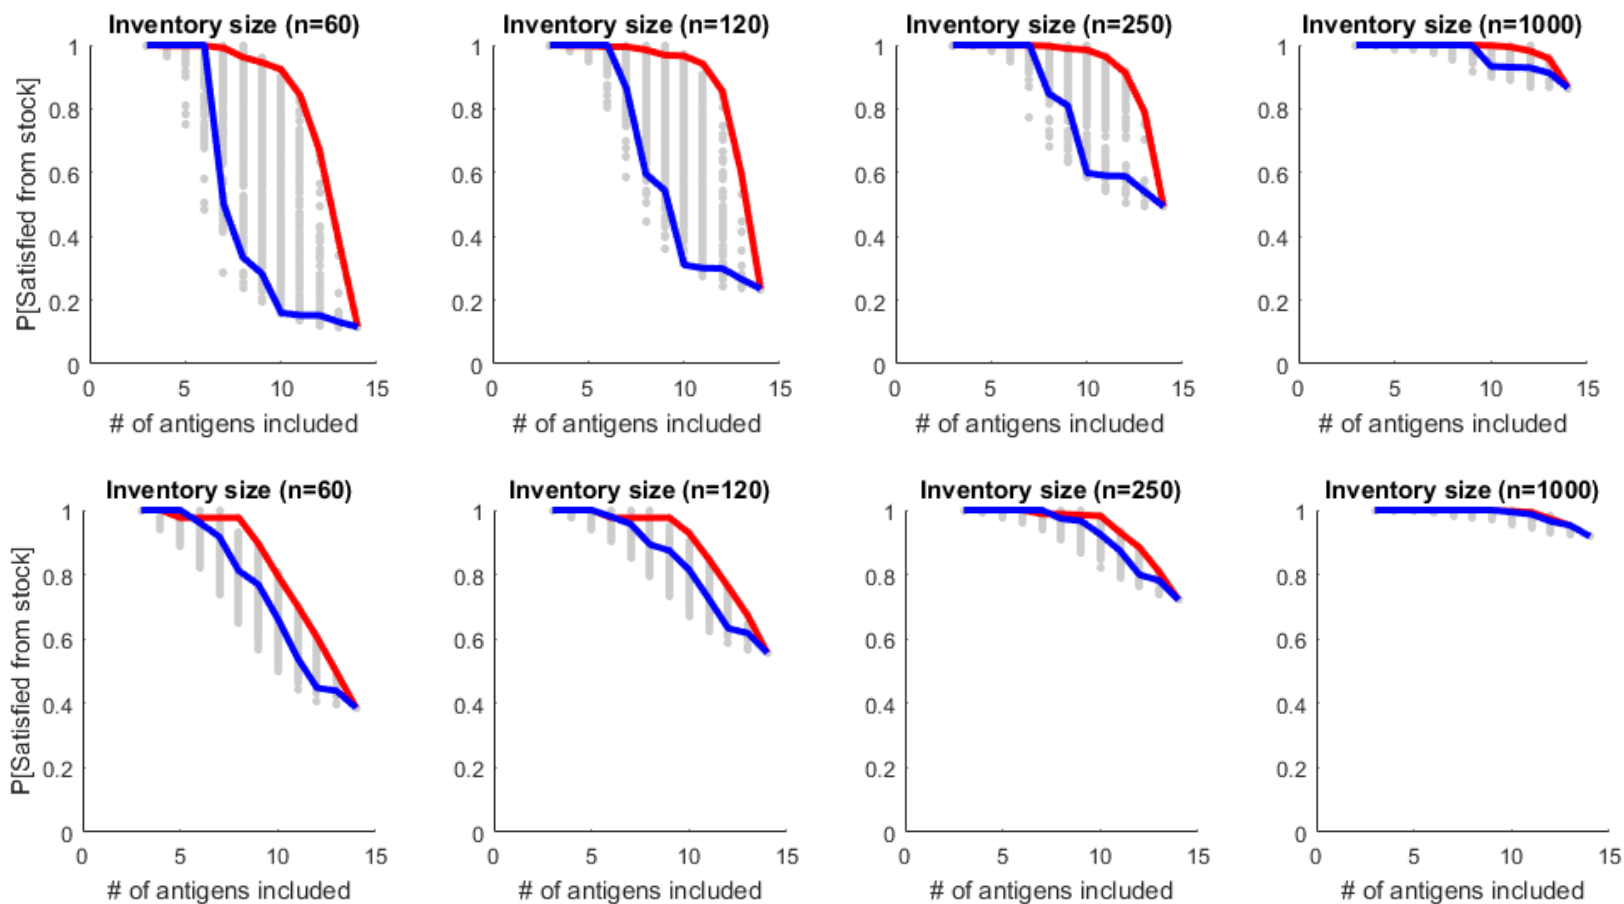 Inventory size (n=60)
Inventory size (n=120)
Inventory size (n=250)
Inventory size (n=1000)
P[Satisfied from stock]
1
0.8
0.6
0.4
0.2
0
0 5 10 15
# of antigens included
1
0.8
0.6
0.4
0.2
0
0 5 10 15
# of antigens included
1
0.8
0.6
0.4
0.2
0
0 5 10 15
# of antigens included
1
0.8
0.6
0.4
0.2
0
0 5 10 15
# of antigens included
Inventory size (n=60)
Inventory size (n=120)
Inventory size (n=250)
Inventory size (n=1000)
P[Satisfied from stock]
1
0.8
0.6
0.4
0.2
0
0 5 10 15
# of antigens included
1
0.8
0.6
0.4
0.2
0
0 5 10 15
# of antigens included
1
0.8
0.6
0.4
0.2
0
0 5 10 15
# of antigens included
1
0.8
0.6
0.4
0.2
0
0 5 10 15
# of antigens included